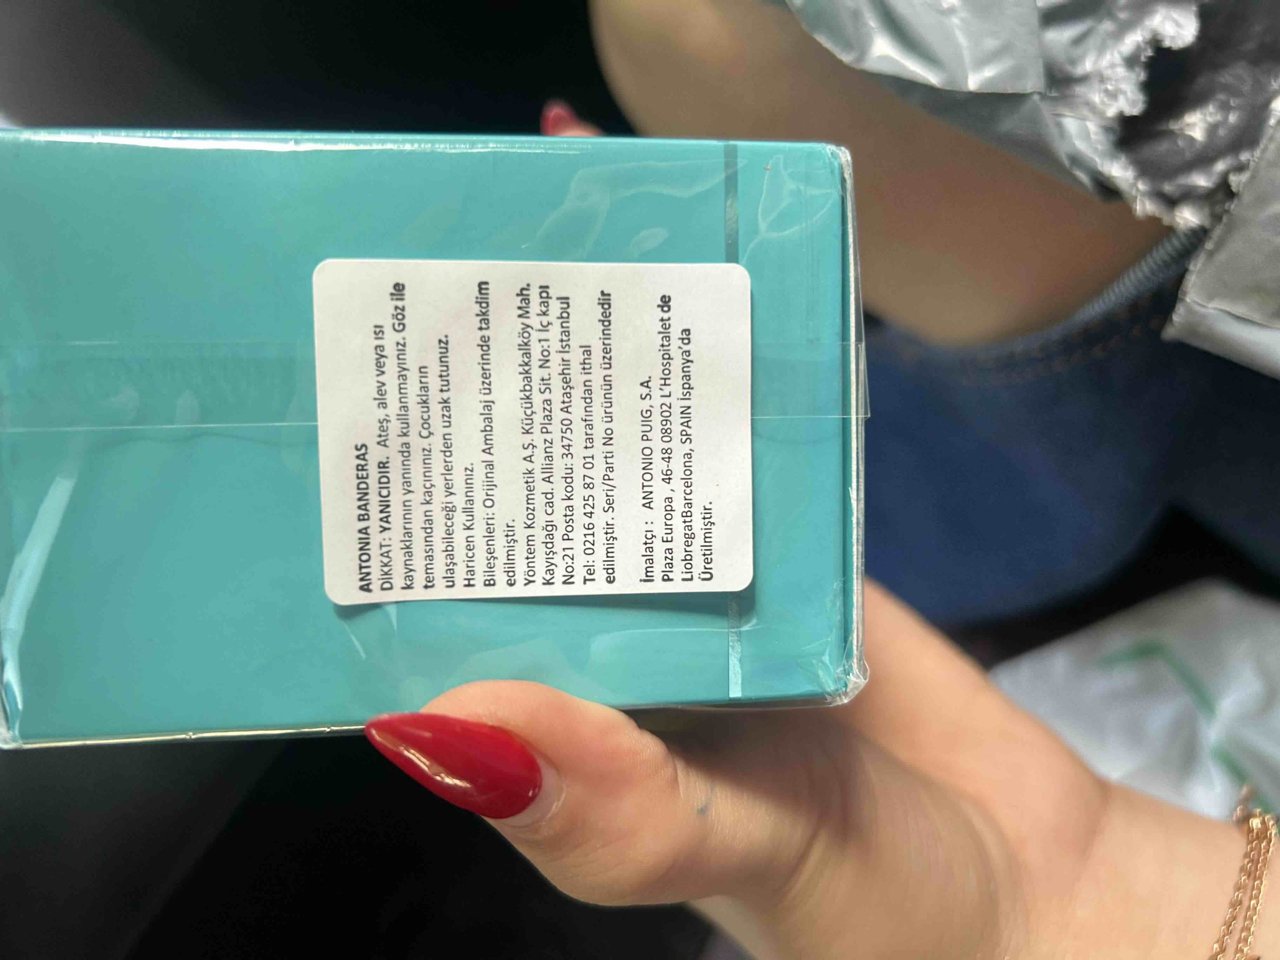 ANTONIA BANDERAS
DİKKAT: YANICIDIR. Ateş, alev veya ısı
kaynaklarının yanında kullanmayınız. Göz ile
temasından kaçınınız. Çocukların
ulaşabileceği yerlerden uzak tutunuz.
Haricen Kullanınız.
Bileşenleri: Orijinal Ambalaj üzerinde takdim
edilmiştir.
Yöntem Kozmetik A.Ş. Küçükbakkalköy Mah.
Kayışdağı cad. Allianz Plaza Sit. No:1 İç kapı
No:21 Posta kodu: 34750 Ataşehir İstanbul
Tel: 0216 425 87 01 tarafından ithal
edilmiştir. Seri/Parti No ürünün üzerindedir
İmalatçı : ANTONIO PUIG, S.A.
Plaza Europa , 46-48 08902 L'Hospitalet de
LiobregatBarcelona, SPAIN İspanya'da
Üretilmiştir.